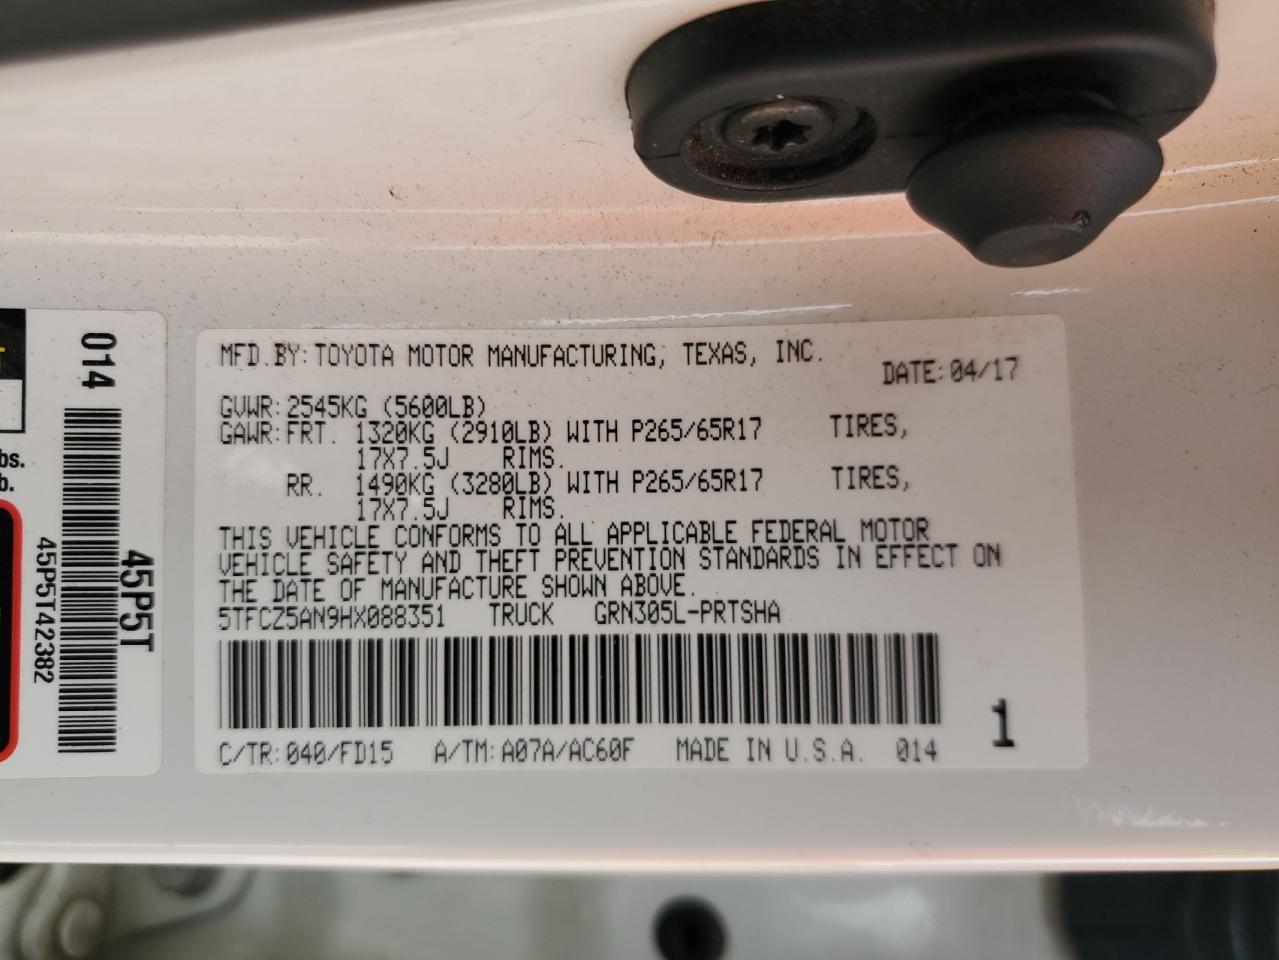 MFD.BY:TOYOTA MOTOR MANUFACTURING, TEXAS, INC.
DATE:04/17
GVWR:2545KG (5600LB)
GAWR:FRT. 1320KG (2910LB) WITH P265/65R17 TIRES,
17X7.5J RIMS.
RR. 1490KG (3280LB) WITH P265/65R17 TIRES,
17X7.5J RIMS.
THIS VEHICLE CONFORMS TO ALL APPLICABLE FEDERAL MOTOR
VEHICLE SAFETY AND THEFT PREVENTION STANDARDS IN EFFECT ON
THE DATE OF MANUFACTURE SHOWN ABOVE.
5TFCZ5AN9HX088351 TRUCK GRN305L-PRTSHA
C/TR:040/FD15 A/TM:A07A/AC60F MADE IN U.S.A. 014
1
014
45P5T
45P5T42382
bs.
b.